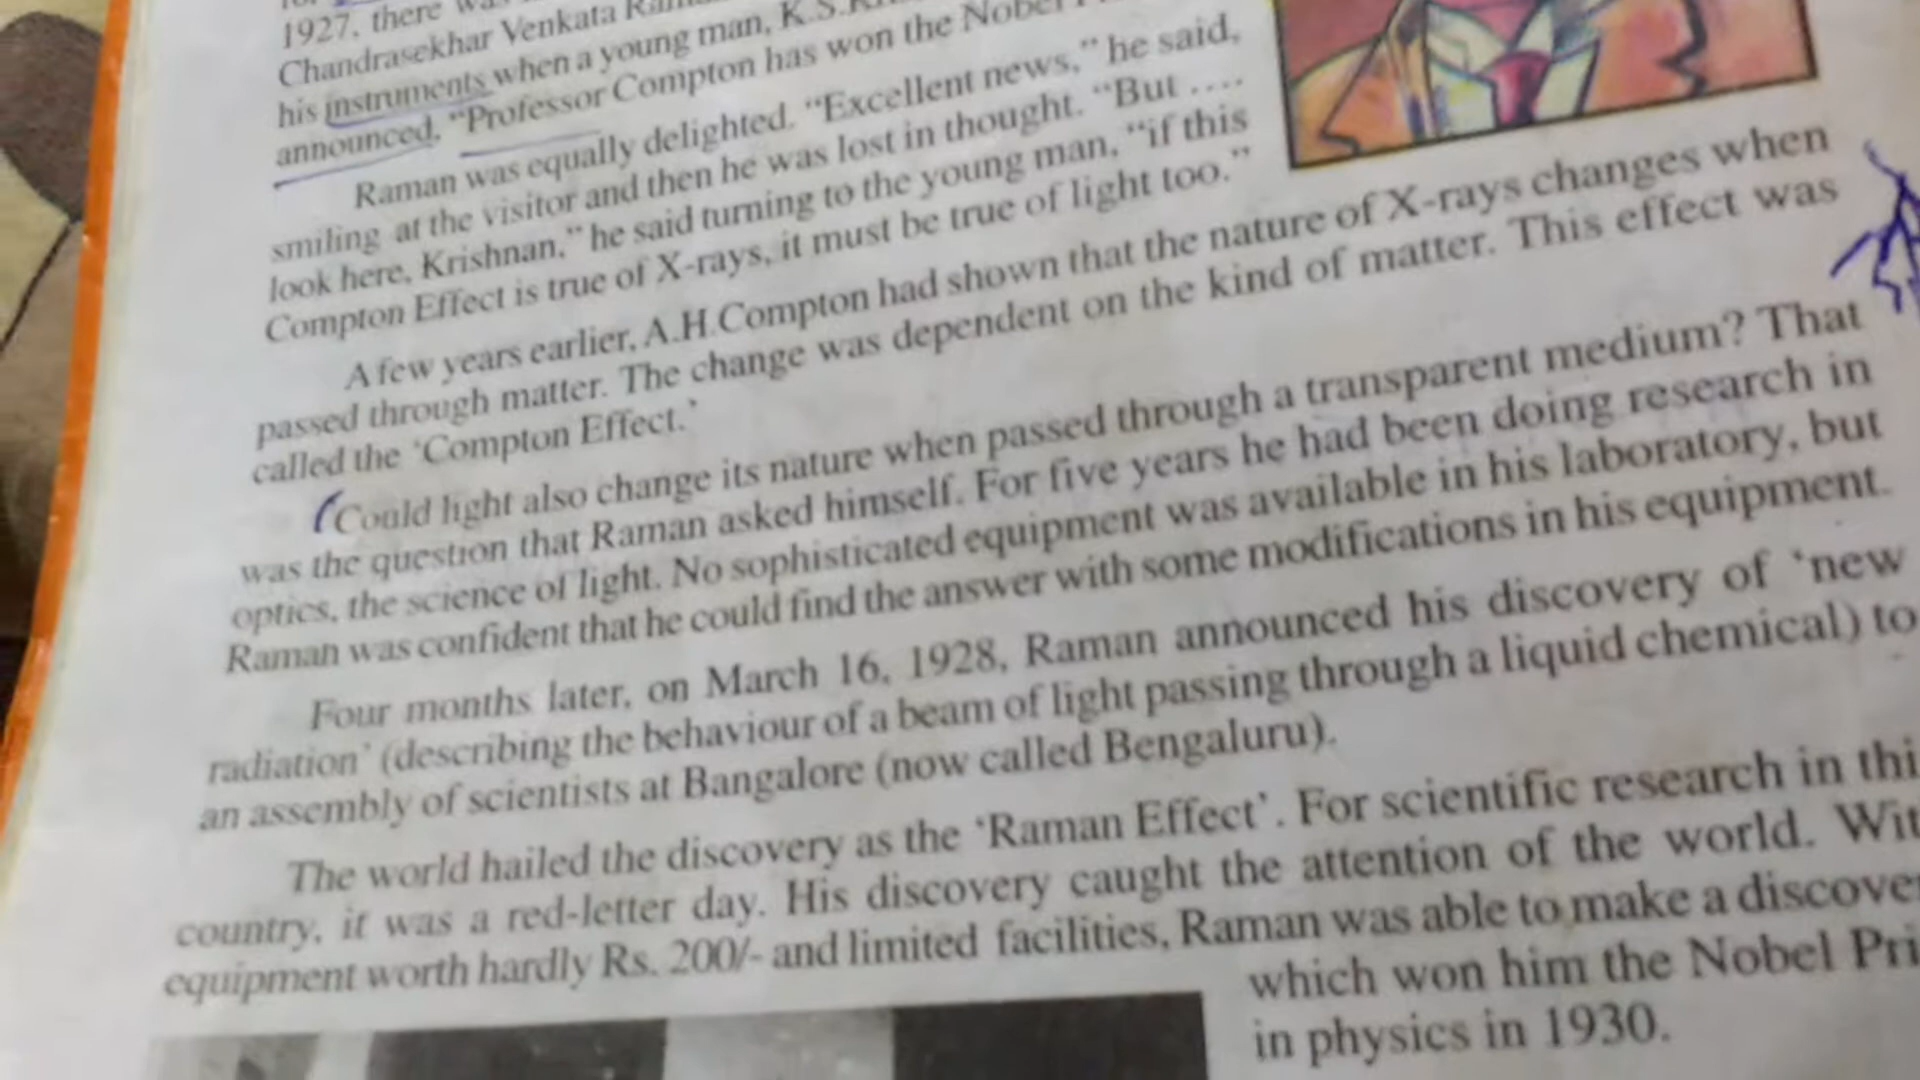 1927, there
Chandrasekhar Venkata
his instruments when a young man,
announced, “Professor Compton has won the Nobel
Raman was equally delighted. “Excellent news,” he said,
smiling at the visitor and then he was lost in thought. “But ....
look here, Krishnan,” he said turning to the young man, “if this
Compton Effect is true of X-rays, it must be true of light too.”
A few years earlier, A.H.Compton had shown that the nature of X-rays changes when
passed through matter. The change was dependent on the kind of matter. This effect was
called the ‘Compton Effect.’
Could light also change its nature when passed through a transparent medium? That
was the question that Raman asked himself. For five years he had been doing research in
optics, the science of light. No sophisticated equipment was available in his laboratory, but
Raman was confident that he could find the answer with some modifications in his equipment.
Four months later, on March 16, 1928, Raman announced his discovery of ‘new
radiation’ (describing the behaviour of a beam of light passing through a liquid chemical) to
an assembly of scientists at Bangalore (now called Bengaluru).
The world hailed the discovery as the ‘Raman Effect’. For scientific research in thi
country, it was a red-letter day. His discovery caught the attention of the world. Wit
equipment worth hardly Rs. 200/- and limited facilities, Raman was able to make a discove
which won him the Nobel Pri
in physics in 1930.